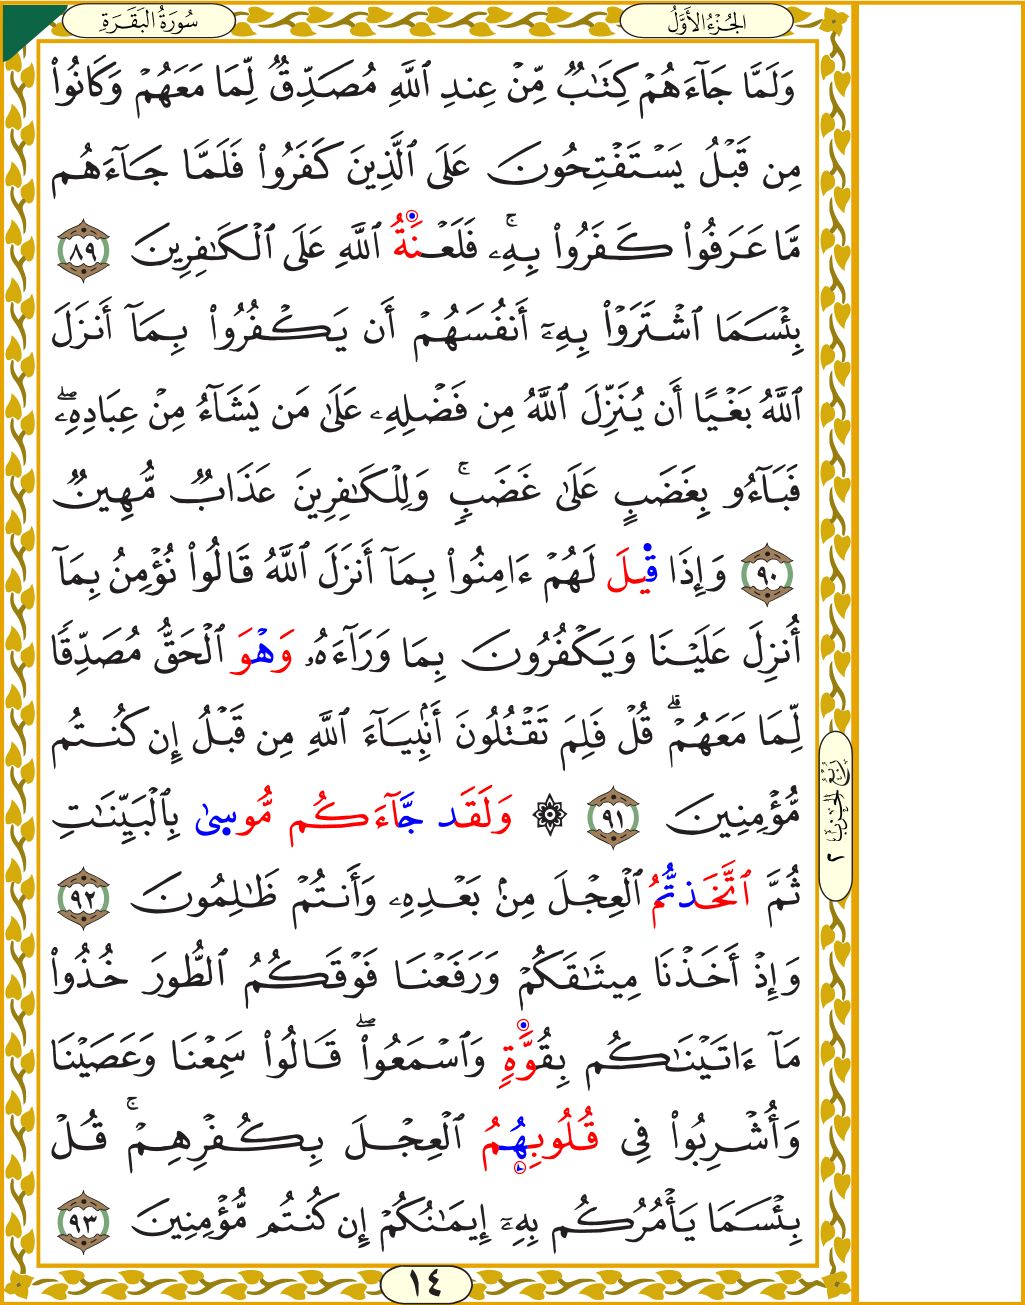 الجُزْءُ الأَوَّلُ
سُورَةُ البَقَرَةِ
وَلَمَّا جَآءَهُمْ كِتَٰبٌ مِّنْ عِندِ ٱللَّهِ مُصَدِّقٌ لِّمَا مَعَهُمْ وَكَانُوا۟
مِن قَبْلُ يَسْتَفْتِحُونَ عَلَى ٱلَّذِينَ كَفَرُوا۟ فَلَمَّا جَآءَهُم
مَّا عَرَفُوا۟ كَفَرُوا۟ بِهِۦۚ فَلَعْنَةُ ٱللَّهِ عَلَى ٱلْكَٰفِرِينَ ٨٩
بِئْسَمَا ٱشْتَرَوْا۟ بِهِۦٓ أَنفُسَهُمْ أَن يَكْفُرُوا۟ بِمَآ أَنزَلَ
ٱللَّهُ بَغْيًا أَن يُنَزِّلَ ٱللَّهُ مِن فَضْلِهِۦ عَلَىٰ مَن يَشَآءُ مِنْ عِبَادِهِۦۖ
فَبَآءُو بِغَضَبٍ عَلَىٰ غَضَبٍۚ وَلِلْكَٰفِرِينَ عَذَابٌ مُّهِينٌ
٩٠ وَإِذَا قِيلَ لَهُمْ ءَامِنُوا۟ بِمَآ أَنزَلَ ٱللَّهُ قَالُوا۟ نُؤْمِنُ بِمَآ
أُنزِلَ عَلَيْنَا وَيَكْفُرُونَ بِمَا وَرَآءَهُۥ وَهْوَ ٱلْحَقُّ مُصَدِّقًا
لِّمَا مَعَهُمْۗ قُلْ فَلِمَ تَقْتُلُونَ أَنۢبِيَآءَ ٱللَّهِ مِن قَبْلُ إِن كُنتُم
مُّؤْمِنِينَ ٩١ ۞ وَلَقَد جَّآءَكُم مُّوسىٰ بِٱلْبَيِّنَٰتِ
ثُمَّ ٱتَّخَذتُّمُ ٱلْعِجْلَ مِنۢ بَعْدِهِۦ وَأَنتُمْ ظَٰلِمُونَ ٩٢
وَإِذْ أَخَذْنَا مِيثَٰقَكُمْ وَرَفَعْنَا فَوْقَكُمُ ٱلطُّورَ خُذُوا۟
مَآ ءَاتَيْنَٰكُم بِقُوَّةٍ وَٱسْمَعُوا۟ۖ قَالُوا۟ سَمِعْنَا وَعَصَيْنَا
وَأُشْرِبُوا۟ فِى قُلُوبِهُمُ ٱلْعِجْلَ بِكُفْرِهِمْۚ قُلْ
بِئْسَمَا يَأْمُرُكُم بِهِۦٓ إِيمَٰنُكُمْ إِن كُنتُم مُّؤْمِنِينَ ٩٣
رُبْعُ الحِزْبِ ٢
١٤